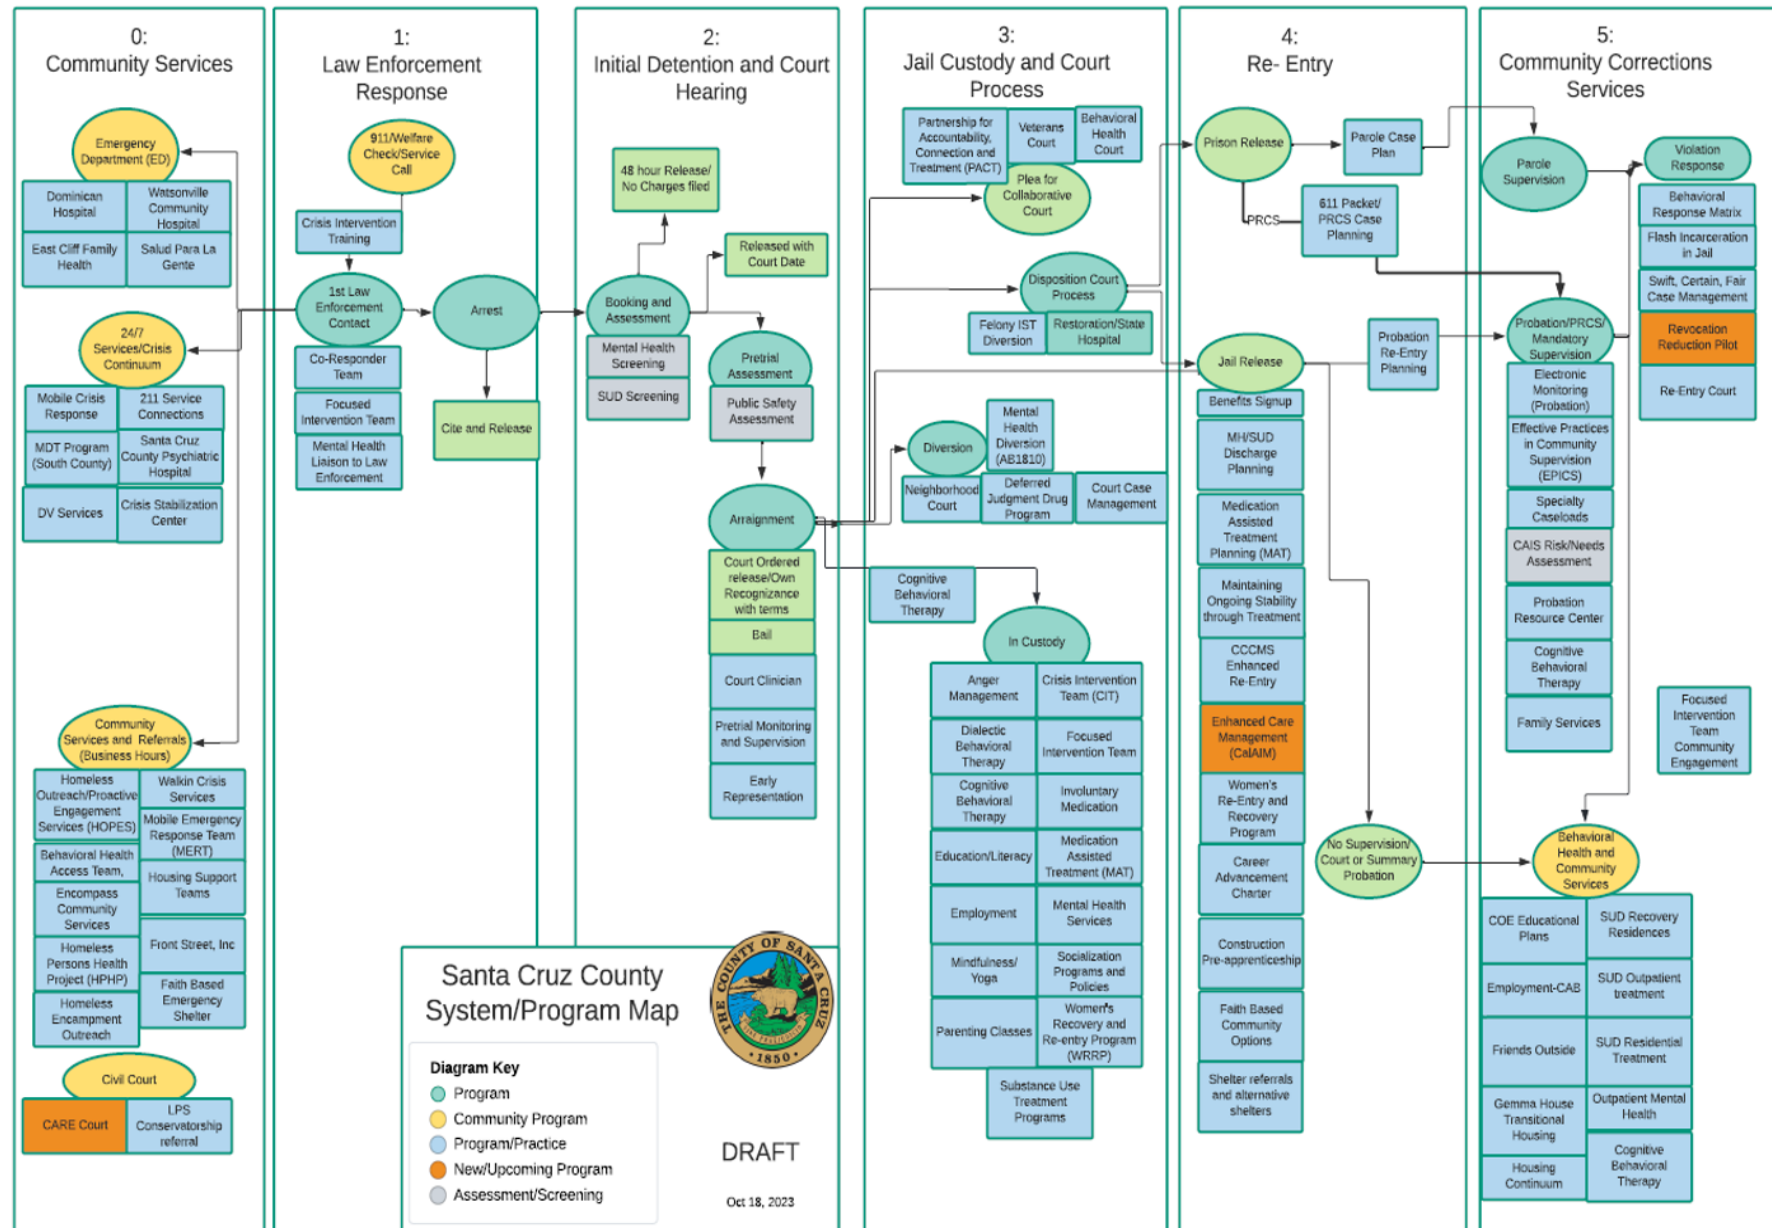 0:
Community Services
Emergency
Department (ED)
Dominican
Hospital
Watsonville
Community
Hospital
East Cliff Family
Health
Salud Para La
Gente
24/7
Services/Crisis
Continuum
Mobile Crisis
Response
211 Service
Connections
MDT Program
(South County)
Santa Cruz
County Psychiatric
Hospital
DV Services
Crisis Stabilization
Center
Community
Services and Referrals
(Business Hours)
Homeless
Outreach/Proactive
Engagement
Services (HOPES)
Walkin Crisis
Services
Mobile Emergency
Response Team
(MERT)
Behavioral Health
Access Team,
Housing Support
Teams
Encompass
Community
Services
Front Street, Inc
Homeless
Persons Health
Project (HPHP)
Faith Based
Emergency
Shelter
Homeless
Encampment
Outreach
Civil Court
CARE Court
LPS
Conservatorship
referral
1:
Law Enforcement
Response
911/Welfare
Check/Service
Call
Crisis Intervention
Training
1st Law
Enforcement
Contact
Co-Responder
Team
Focused
Intervention Team
Mental Health
Liaison to Law
Enforcement
Arrest
Cite and Release
2:
Initial Detention and Court
Hearing
48 hour Release/
No Charges filed
Released with
Court Date
Booking and
Assessment
Mental Health
Screening
SUD Screening
Pretrial
Assessment
Public Safety
Assessment
Arraignment
Court Ordered
release/Own
Recognizance
with terms
Bail
Court Clinician
Pretrial Monitoring
and Supervision
Early
Representation
3:
Jail Custody and Court
Process
Partnership for
Accountability,
Connection and
Treatment (PACT)
Veterans
Court
Behavioral
Health
Court
Plea for
Collaborative
Court
Disposition Court
Process
Felony IST
Diversion
Restoration/State
Hospital
Diversion
Mental
Health
Diversion
(AB1810)
Neighborhood
Court
Deferred
Judgment Drug
Program
Court Case
Management
Cognitive
Behavioral
Therapy
In Custody
Anger
Management
Crisis Intervention
Team (CIT)
Dialectic
Behavioral
Therapy
Focused
Intervention Team
Cognitive
Behavioral
Therapy
Involuntary
Medication
Education/Literacy
Medication
Assisted
Treatment (MAT)
Employment
Mental Health
Services
Mindfulness/
Yoga
Socialization
Programs and
Policies
Parenting Classes
Women's
Recovery and
Re-entry Program
(WRRP)
Substance Use
Treatment
Programs
4:
Re- Entry
Prison Release
Parole Case
Plan
PRCS
611 Packet/
PRCS Case
Planning
Jail Release
Probation
Re-Entry
Planning
Benefits Signup
MH/SUD
Discharge
Planning
Medication
Assisted
Treatment
Planning (MAT)
Maintaining
Ongoing Stability
through Treatment
CCCMS
Enhanced
Re-Entry
Enhanced Care
Management
(CalAIM)
Women's
Re-Entry and
Recovery
Program
Career
Advancement
Charter
Construction
Pre-apprenticeship
Faith Based
Community
Options
Shelter referrals
and alternative
shelters
No Supervision/
Court or Summary
Probation
5:
Community Corrections
Services
Parole
Supervision
Violation
Response
Behavioral
Response Matrix
Flash Incarceration
in Jail
Swift, Certain, Fair
Case Management
Revocation
Reduction Pilot
Re-Entry Court
Probation/PRCS/
Mandatory
Supervision
Electronic
Monitoring
(Probation)
Effective Practices
in Community
Supervision
(EPICS)
Specialty
Caseloads
CAIS Risk/Needs
Assessment
Probation
Resource Center
Cognitive
Behavioral
Therapy
Family Services
Focused
Intervention
Team
Community
Engagement
Behavioral
Health and
Community
Services
COE Educational
Plans
SUD Recovery
Residences
Employment-CAB
SUD Outpatient
treatment
Friends Outside
SUD Residential
Treatment
Gemma House
Transitional
Housing
Outpatient Mental
Health
Housing
Continuum
Cognitive
Behavioral
Therapy
Santa Cruz County
System/Program Map
THE COUNTY OF SANTA CRUZ
1850
Diagram Key
Program
Community Program
Program/Practice
New/Upcoming Program
Assessment/Screening
DRAFT
Oct 18, 2023